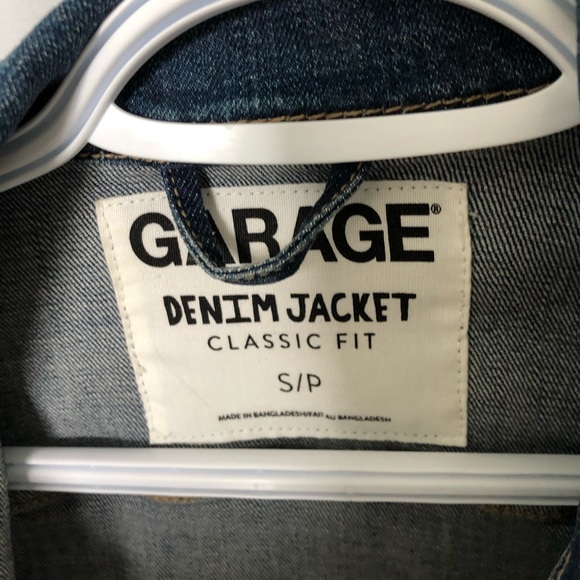 GARAGE®
DENIM JACKET
CLASSIC FIT
S/P
MADE IN BANGLADESH/FAIT AU BANGLADESH